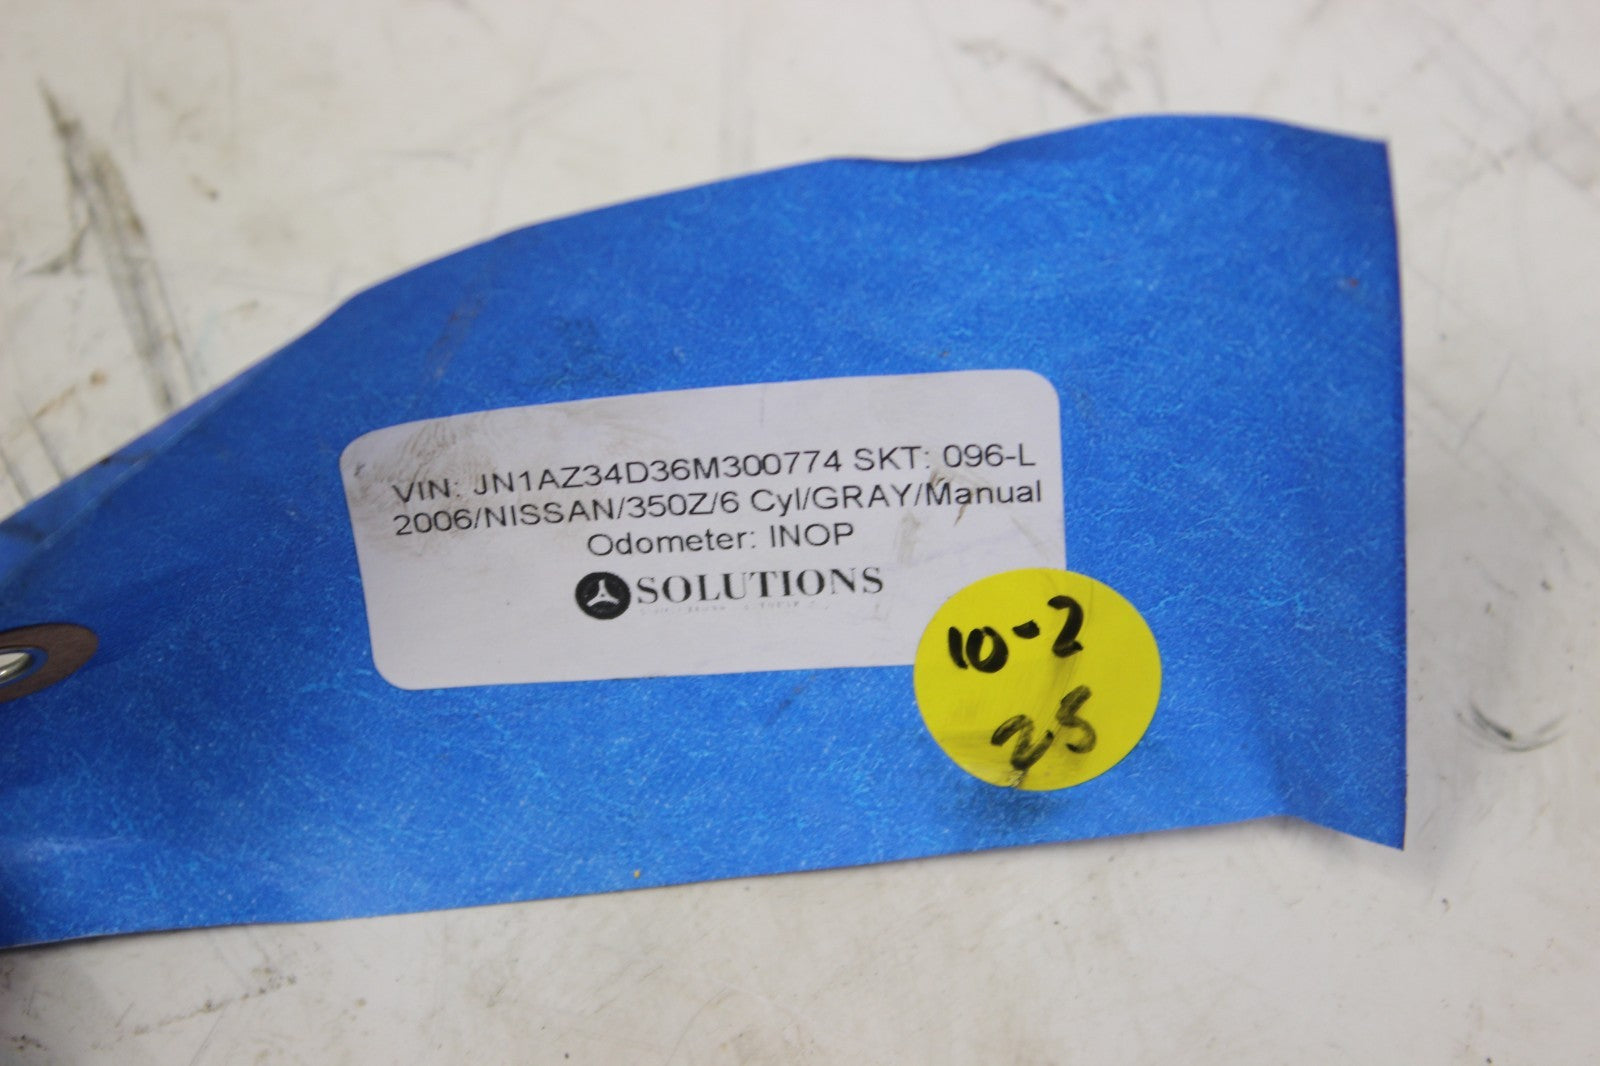 VIN: JN1AZ34D36M300774 SKT: 096-L
2006/NISSAN/350Z/6 Cyl/GRAY/Manual
Odometer: INOP
SOLUTIONS
10-2
25